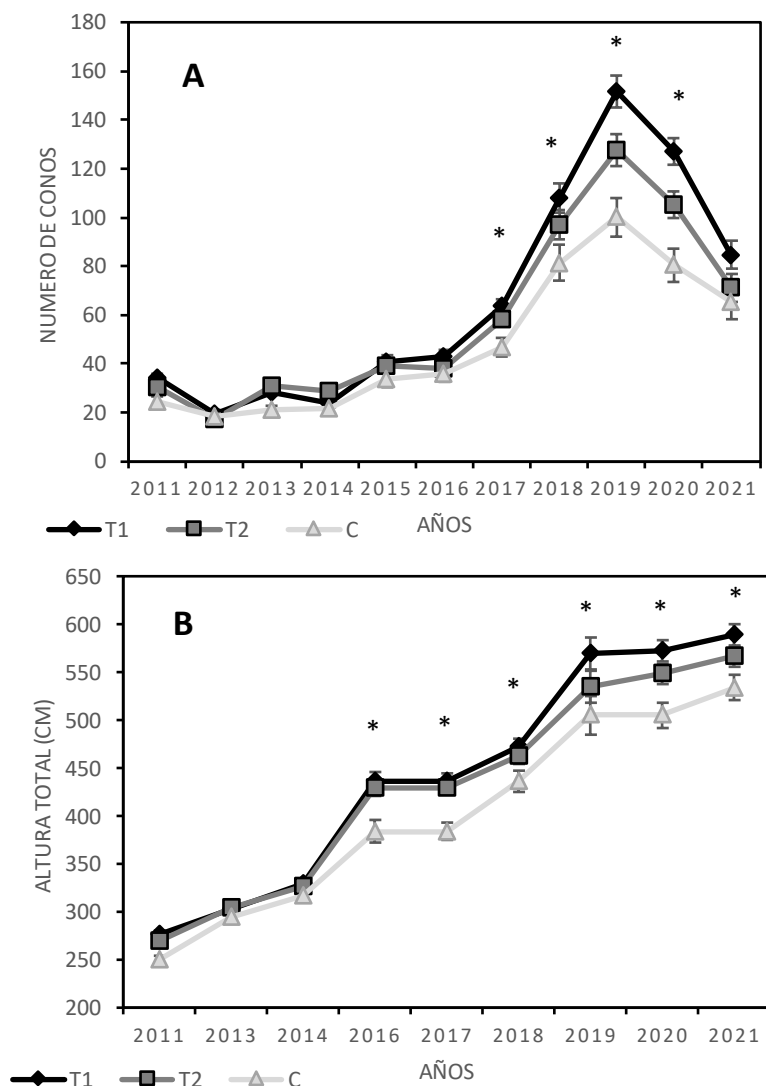 A
NUMERO DE CONOS
180
160
140
120
100
80
60
40
20
0
* * * *
2011 2012 2013 2014 2015 2016 2017 2018 2019 2020 2021
AÑOS
T1 T2 C
B
ALTURA TOTAL (CM)
650
600
550
500
450
400
350
300
250
200
* * * * * *
2011 2013 2014 2016 2017 2018 2019 2020 2021
AÑOS
T1 T2 C